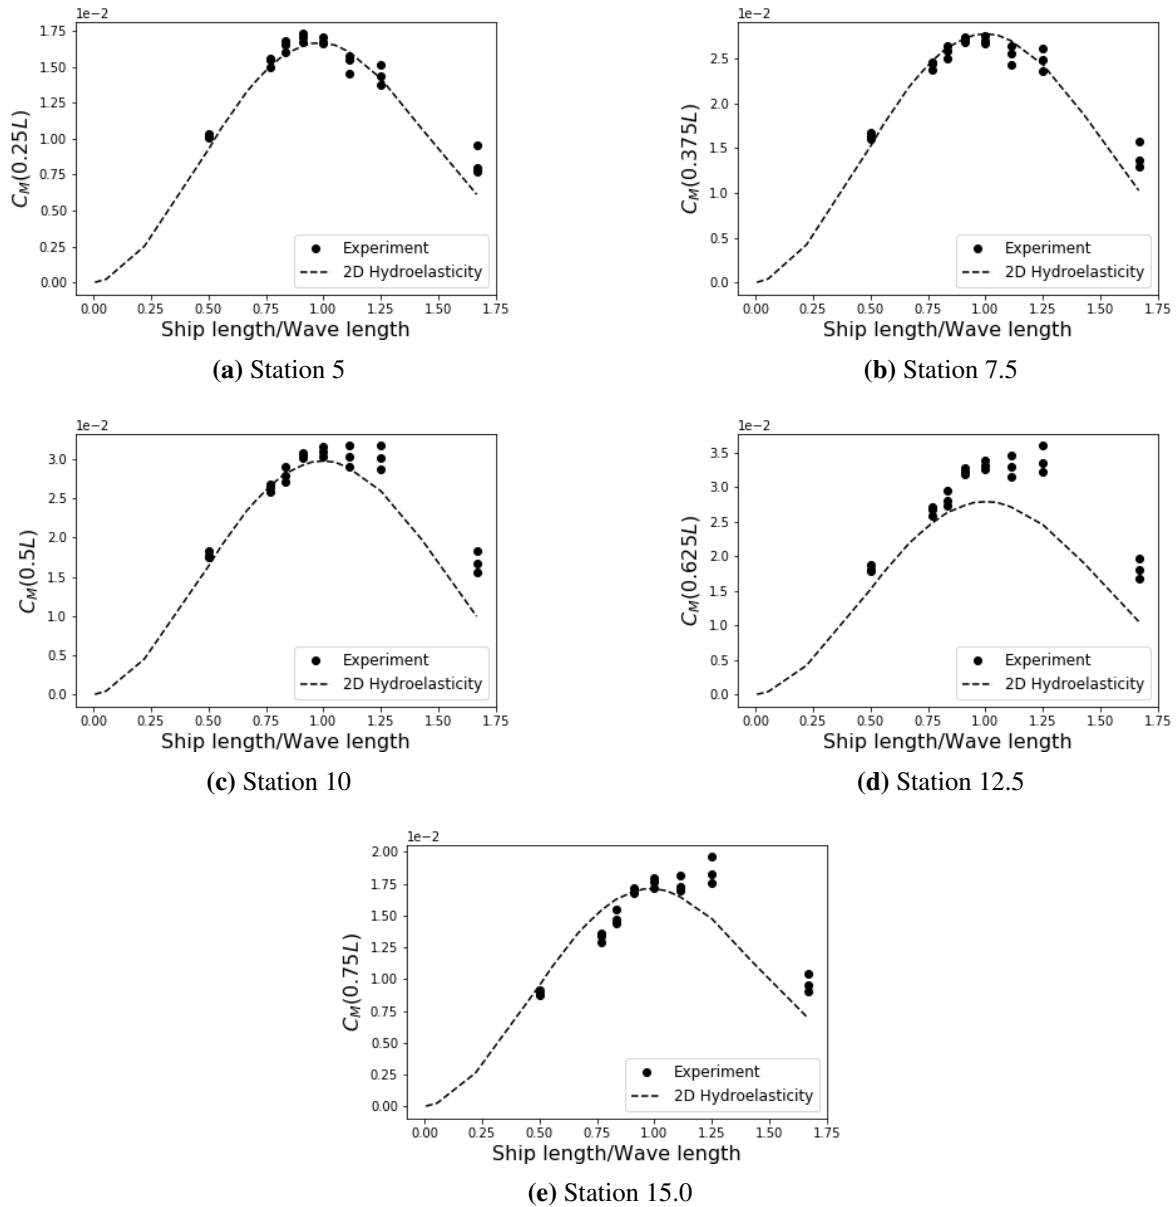 1e−2
1.75
1.50
1.25
1.00
0.75
0.50
0.25
0.00
C_M(0.25L)
Experiment
2D Hydroelasticity
0.00 0.25 0.50 0.75 1.00 1.25 1.50 1.75
Ship length/Wave length
(a) Station 5
1e−2
2.5
2.0
1.5
1.0
0.5
0.0
C_M(0.375L)
Experiment
2D Hydroelasticity
0.00 0.25 0.50 0.75 1.00 1.25 1.50 1.75
Ship length/Wave length
(b) Station 7.5
1e−2
3.0
2.5
2.0
1.5
1.0
0.5
0.0
C_M(0.5L)
Experiment
2D Hydroelasticity
0.00 0.25 0.50 0.75 1.00 1.25 1.50 1.75
Ship length/Wave length
(c) Station 10
1e−2
3.5
3.0
2.5
2.0
1.5
1.0
0.5
0.0
C_M(0.625L)
Experiment
2D Hydroelasticity
0.00 0.25 0.50 0.75 1.00 1.25 1.50 1.75
Ship length/Wave length
(d) Station 12.5
1e−2
2.00
1.75
1.50
1.25
1.00
0.75
0.50
0.25
0.00
C_M(0.75L)
Experiment
2D Hydroelasticity
0.00 0.25 0.50 0.75 1.00 1.25 1.50 1.75
Ship length/Wave length
(e) Station 15.0